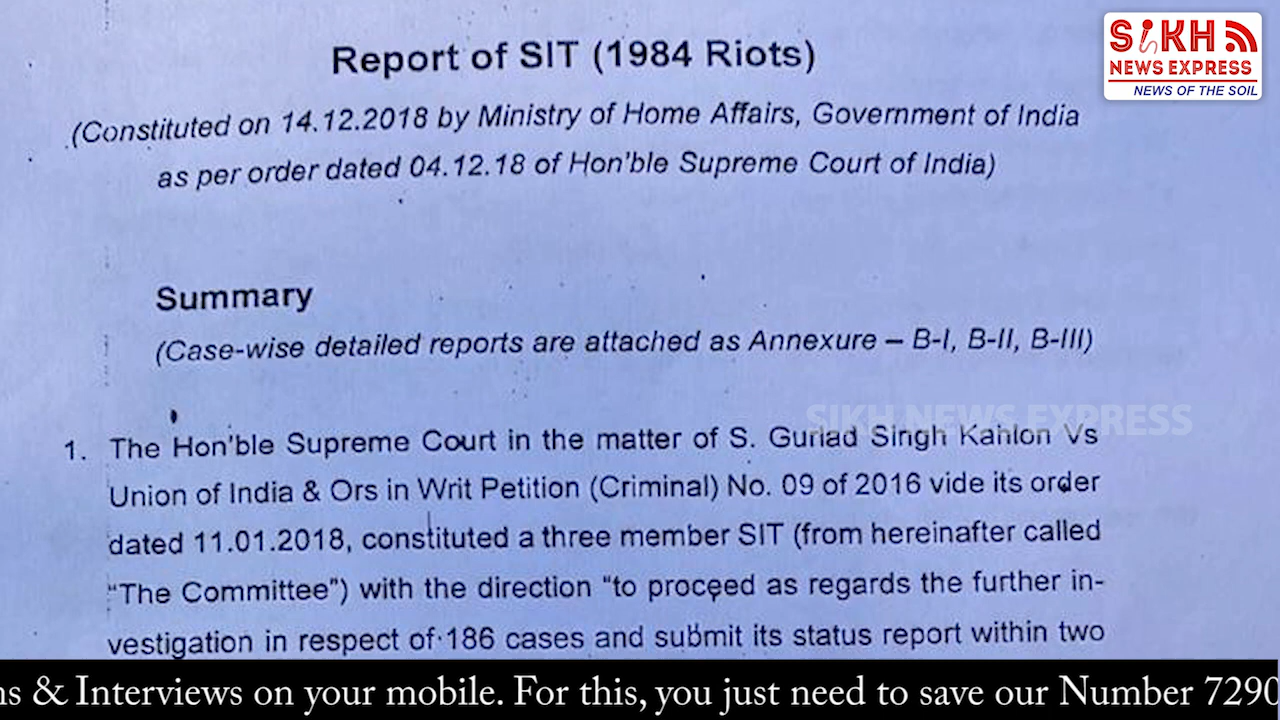 SiKH
NEWS EXPRESS
NEWS OF THE SOIL
Report of SIT (1984 Riots)
(Constituted on 14.12.2018 by Ministry of Home Affairs, Government of India
as per order dated 04.12.18 of Hon'ble Supreme Court of India)
Summary
(Case-wise detailed reports are attached as Annexure – B-I, B-II, B-III)
SIKH NEWS EXPRESS
1. The Hon'ble Supreme Court in the matter of S. Gurlad Singh Kahlon Vs
Union of India & Ors in Writ Petition (Criminal) No. 09 of 2016 vide its order
dated 11.01.2018, constituted a three member SIT (from hereinafter called
“The Committee”) with the direction “to proceed as regards the further in-
vestigation in respect of 186 cases and submit its status report within two
ns & Interviews on your mobile. For this, you just need to save our Number 7290